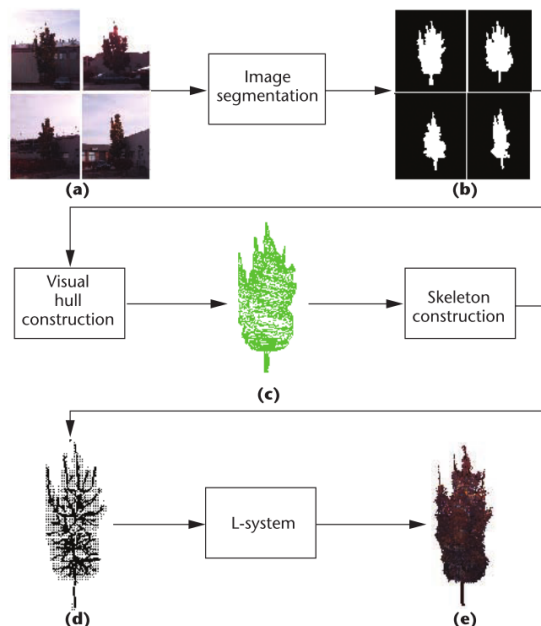 Image
segmentation
(a)
(b)
Visual
hull
construction
Skeleton
construction
(c)
L-system
(d)
(e)